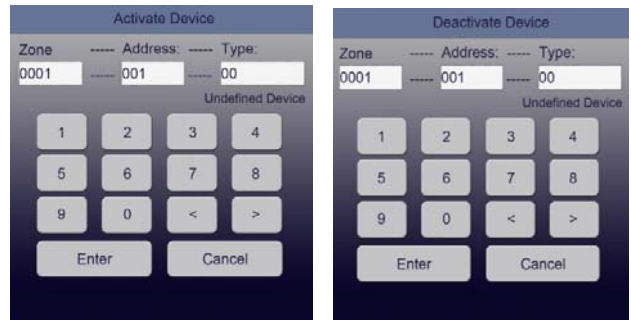 Activate Device
Zone ----- Address: ----- Type:
0001 ----- 001 ----- 00
Undefined Device
1 2 3 4
5 6 7 8
9 0 < >
Enter Cancel
Deactivate Device
Zone ----- Address: ----- Type:
0001 ----- 001 ----- 00
Undefined Device
1 2 3 4
5 6 7 8
9 0 < >
Enter Cancel